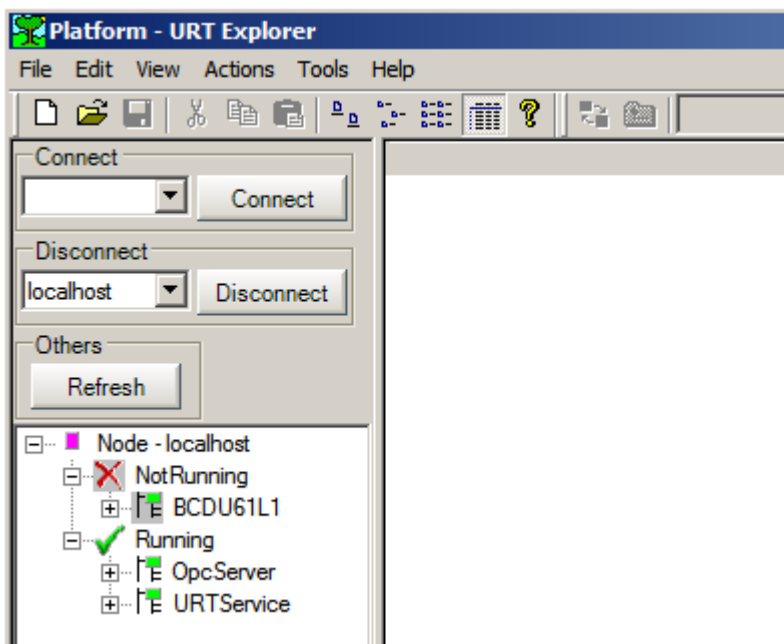 Platform - URT Explorer
File Edit View Actions Tools Help
Connect
Connect
Disconnect
localhost Disconnect
Others
Refresh
Node - localhost
NotRunning
BCDU61L1
Running
OpcServer
URTService